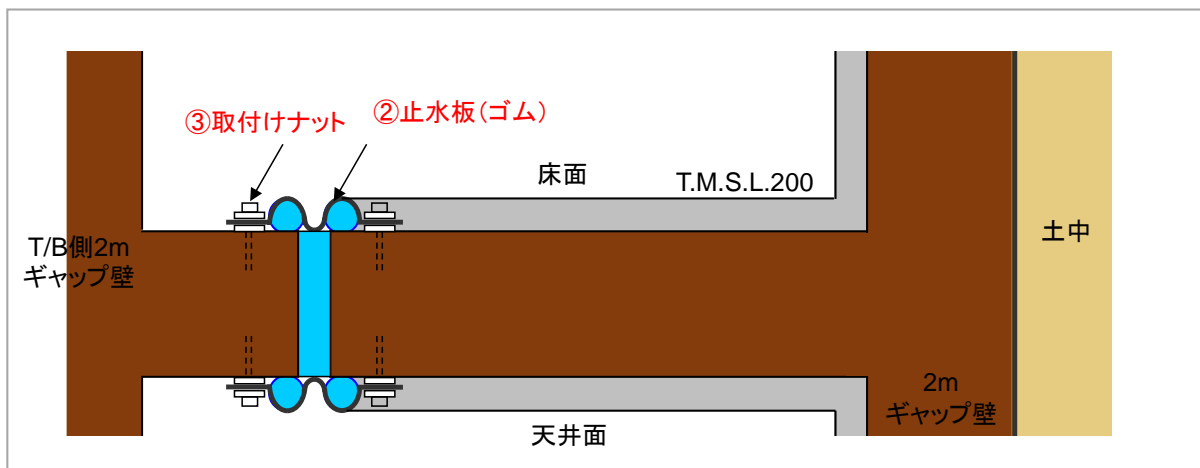 ③取付けナット
②止水板(ゴム)
床面
T.M.S.L.200
T/B側2m
ギャップ壁
土中
2m
ギャップ壁
天井面